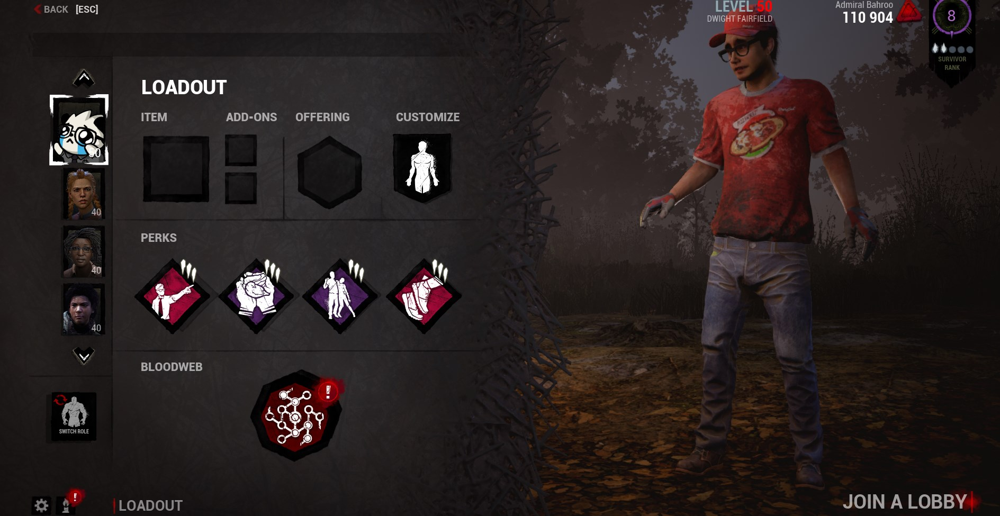 BACK [ESC]
LEVEL 50
DWIGHT FAIRFIELD
Admiral Bahroo
110 904
8
SURVIVOR
RANK
LOADOUT
ITEM ADD-ONS OFFERING CUSTOMIZE
50
40
40
40
PERKS
BLOODWEB
!
SWITCH ROLE
!
LOADOUT
JOIN A LOBBY